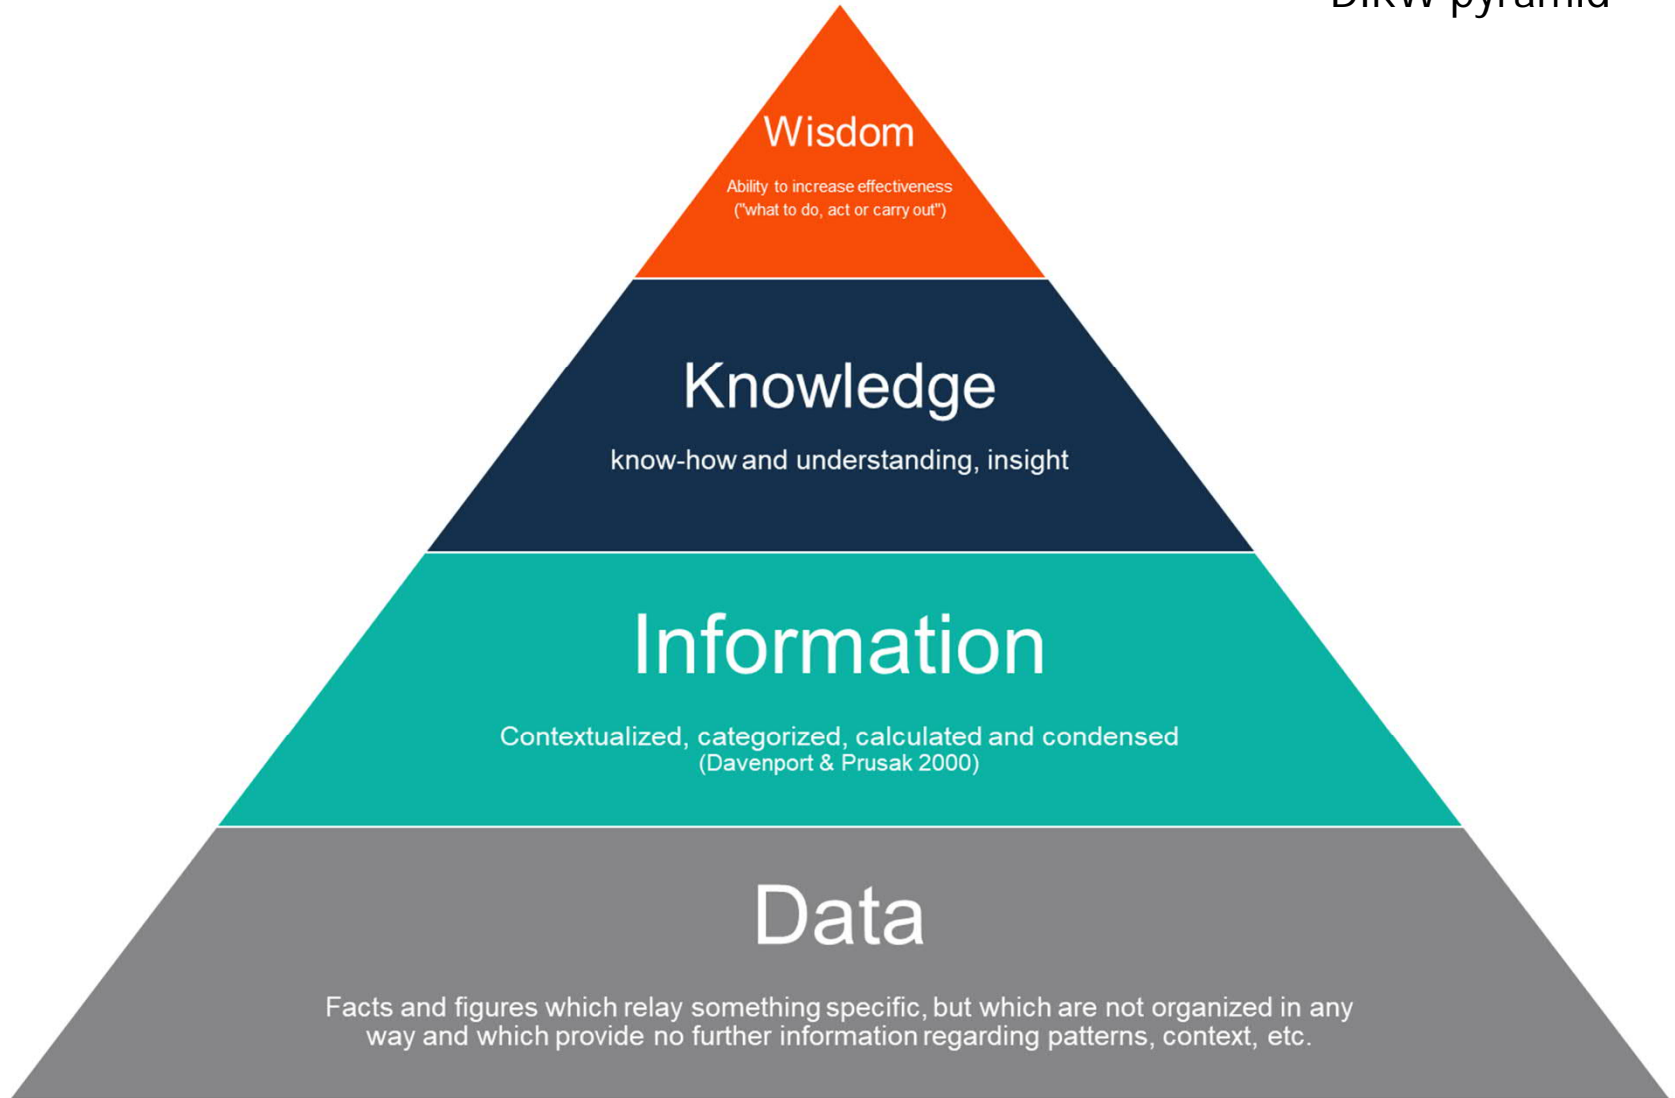 DIKW pyramid
Wisdom
Ability to increase effectiveness
("what to do, act or carry out")
Knowledge
know-how and understanding, insight
Information
Contextualized, categorized, calculated and condensed
(Davenport & Prusak 2000)
Data
Facts and figures which relay something specific, but which are not organized in any
way and which provide no further information regarding patterns, context, etc.